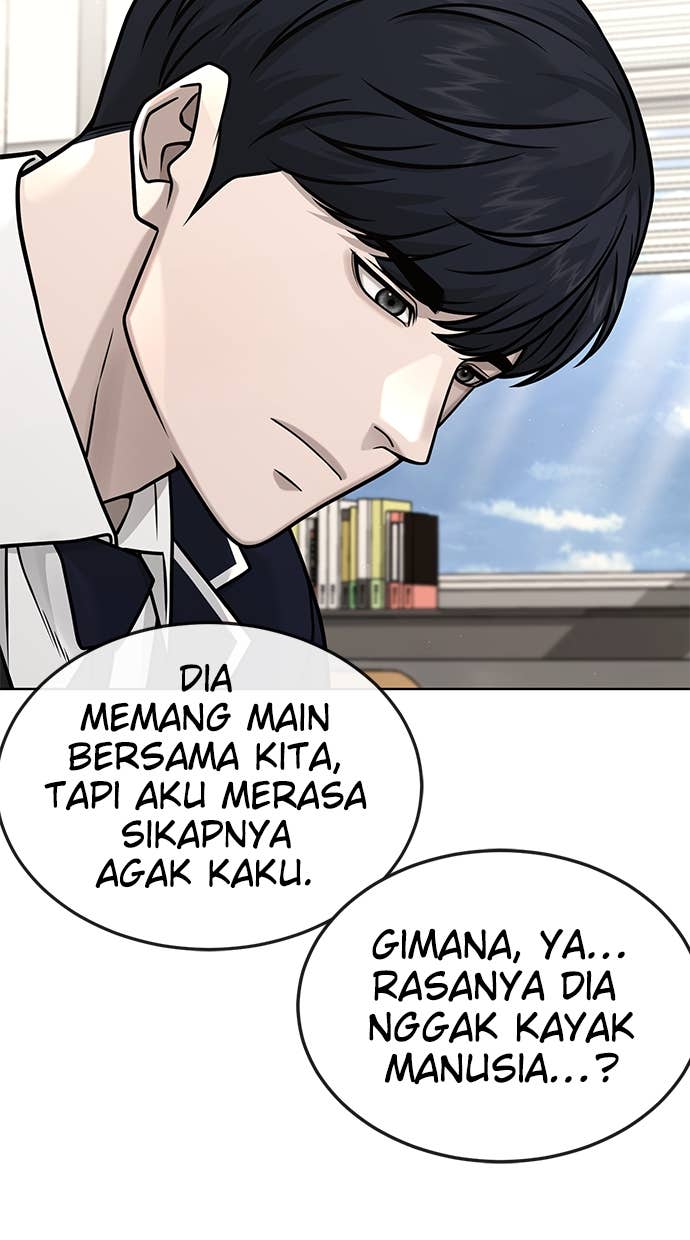 DIA
MEMANG MAIN
BERSAMA KITA,
TAPI AKU MERASA
SIKAPNYA
AGAK KAKU.
GIMANA, YA...
RASANYA DIA
NGGAK KAYAK
MANUSIA...?